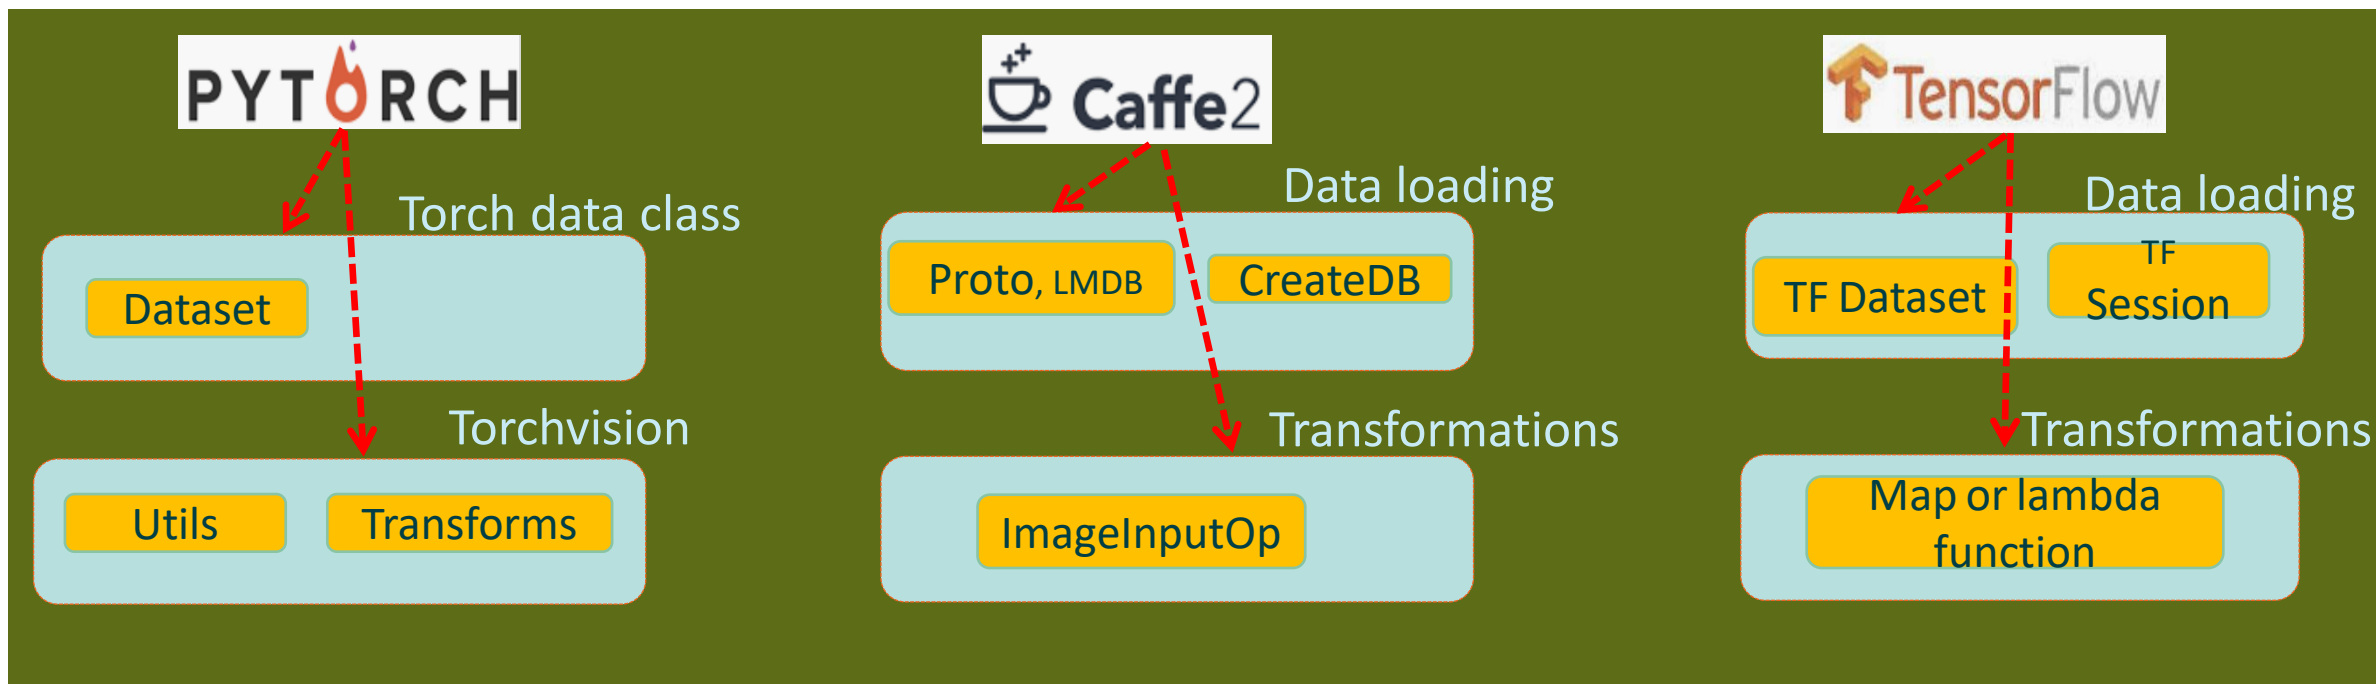 PYTORCH
Torch data class
Dataset
Torchvision
Utils
Transforms
Caffe2
Data loading
Proto, LMDB
CreateDB
Transformations
ImageInputOp
TensorFlow
Data loading
TF Dataset
TF
Session
Transformations
Map or lambda
function